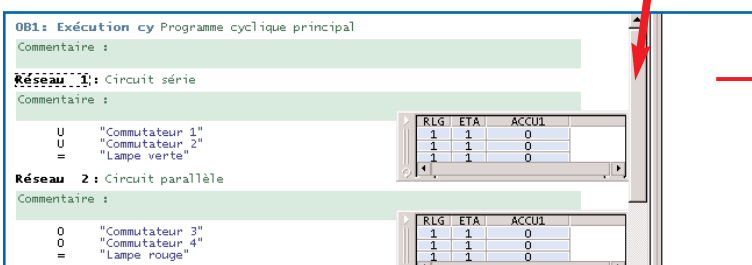 OB1: Exécution cy Programme cyclique principal
Commentaire :
Réseau 1: Circuit série
Commentaire :
RLG ETA ACCU1
U "Commutateur 1" 1 1 0
U "Commutateur 2" 1 1 0
= "Lampe verte" 1 1 0
Réseau 2: Circuit parallèle
Commentaire :
RLG ETA ACCU1
O "Commutateur 3" 1 1 0
O "Commutateur 4" 1 1 0
= "Lampe rouge" 1 1 0